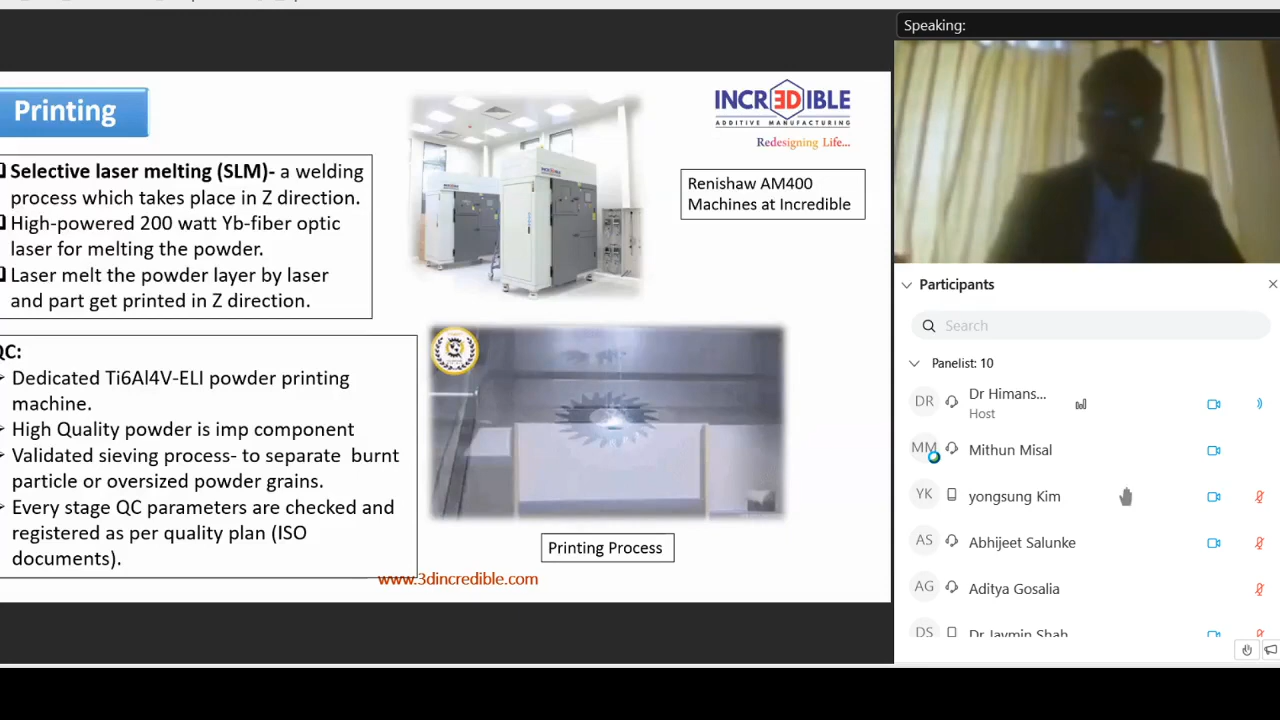 Printing
Selective laser melting (SLM)- a welding
process which takes place in Z direction.
High-powered 200 watt Yb-fiber optic
laser for melting the powder.
Laser melt the powder layer by laser
and part get printed in Z direction.
QC:
Dedicated Ti6Al4V-ELI powder printing
machine.
High Quality powder is imp component
Validated sieving process- to separate burnt
particle or oversized powder grains.
Every stage QC parameters are checked and
registered as per quality plan (ISO
documents).
INCR3DIBLE
ADDITIVE MANUFACTURING
Redesigning Life...
Renishaw AM400
Machines at Incredible
Printing Process
www.3dincredible.com
Speaking:
Participants
Search
Panelist: 10
DR
Dr Himans...
Host
MM
Mithun Misal
YK
yongsung Kim
AS
Abhijeet Salunke
AG
Aditya Gosalia
DS
Dr Jaymin Shah